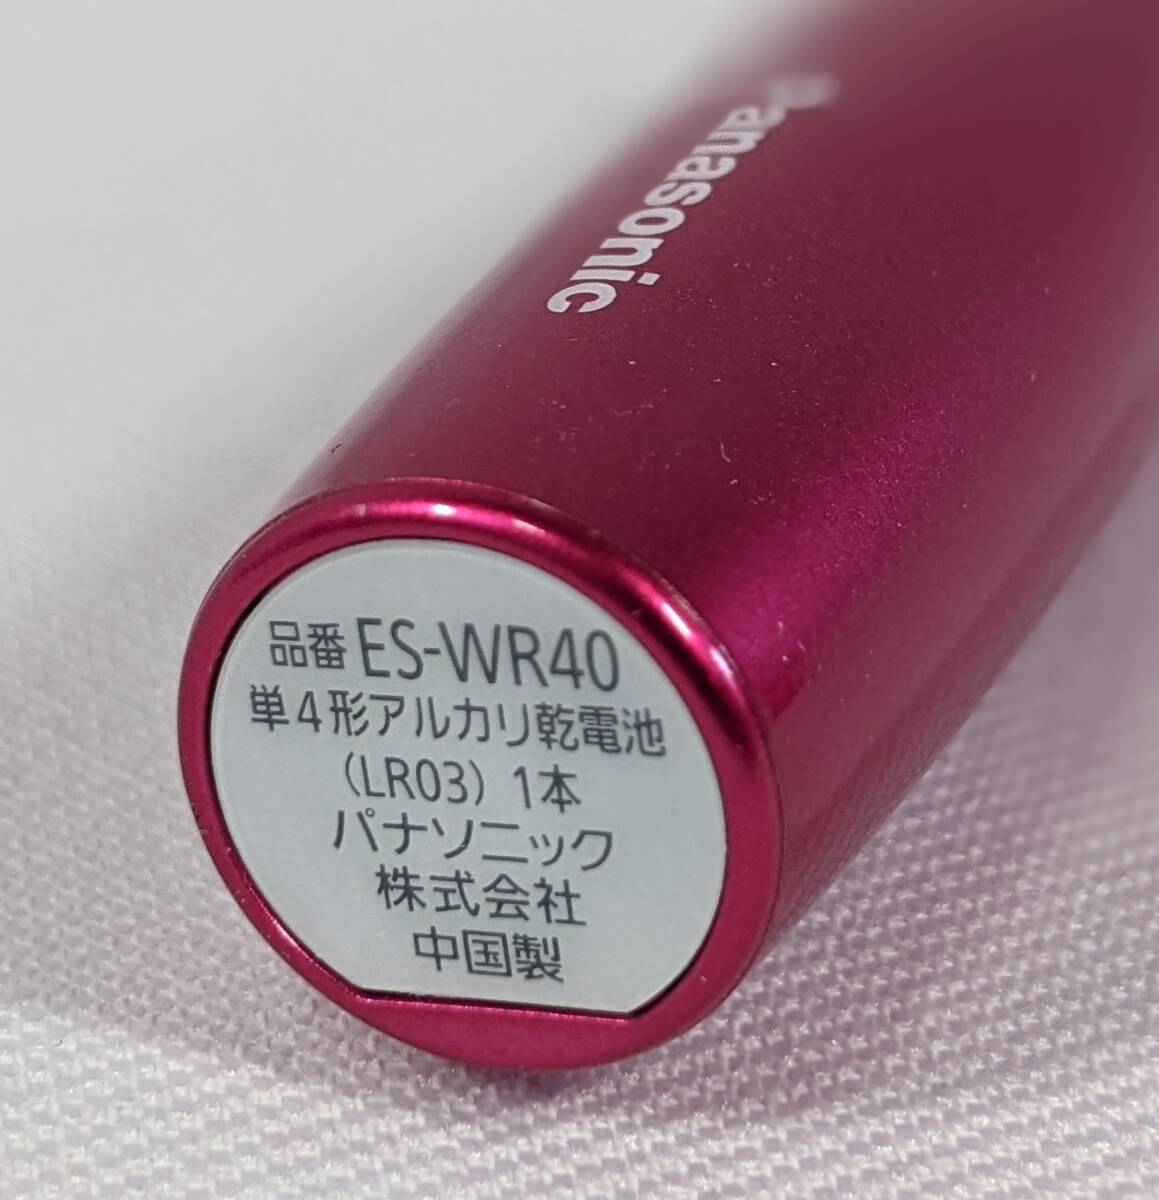 Panasonic
品番 ES-WR40
単4形アルカリ乾電池
(LR03) 1本
パナソニック
株式会社
中国製